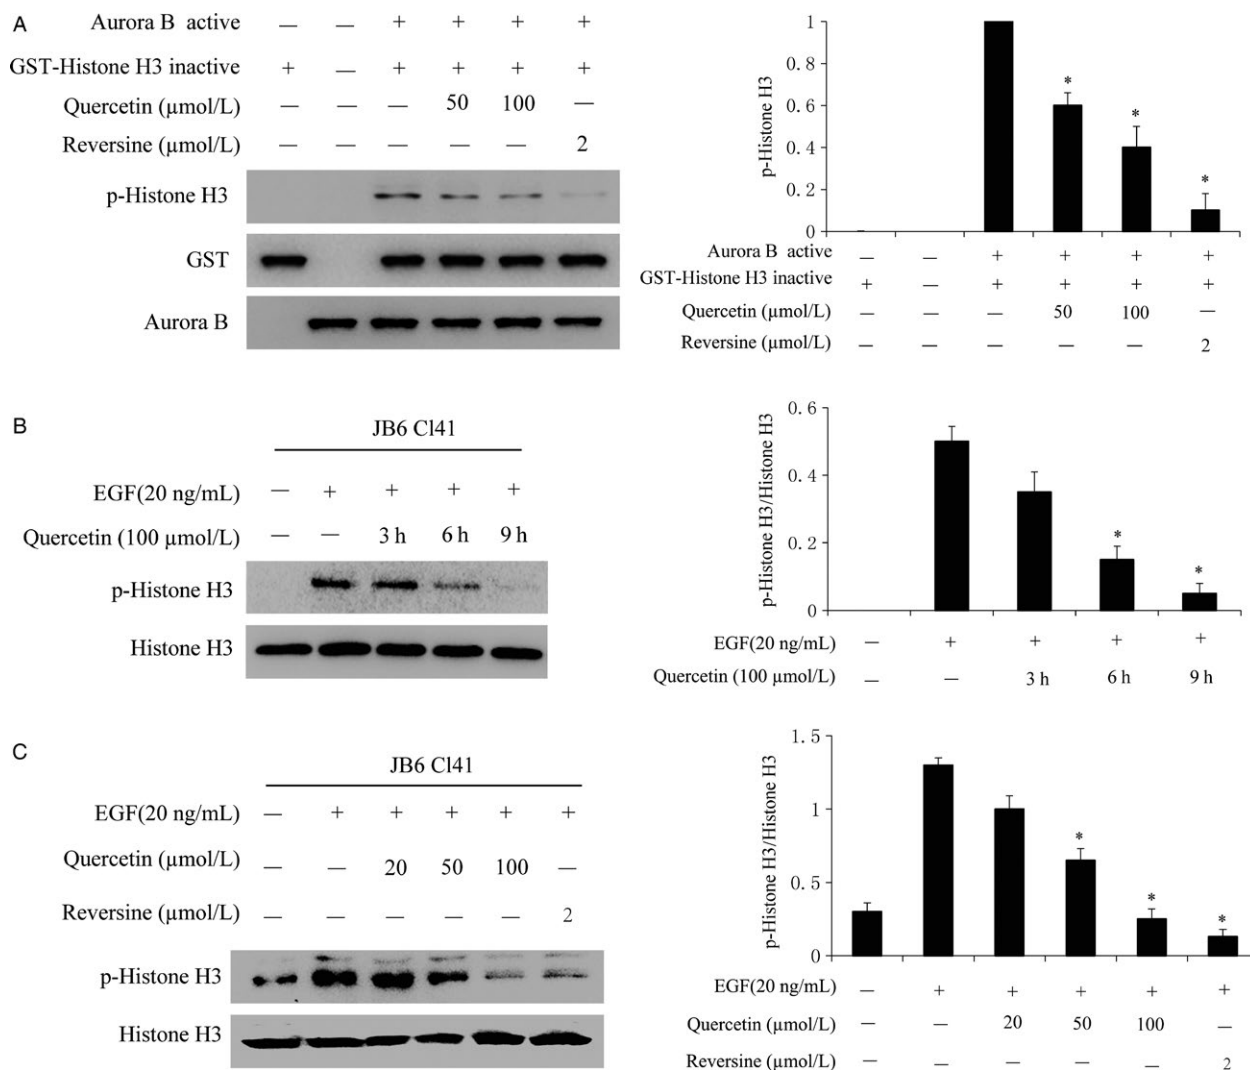 A
Aurora B active — — + + + +
GST-Histone H3 inactive + — + + + +
Quercetin (μmol/L) — — — 50 100 —
Reversine (μmol/L) — — — — — 2
p-Histone H3
GST
Aurora B
p-Histone H3
1
0.8
0.6
0.4
0.2
0
* * *
Aurora B active — — + + + +
GST-Histone H3 inactive + — + + + +
Quercetin (μmol/L) — — — 50 100 —
Reversine (μmol/L) — — — — — 2
B
JB6 Cl41
EGF(20 ng/mL) — + + + +
Quercetin (100 μmol/L) — — 3 h 6 h 9 h
p-Histone H3
Histone H3
p-Histone H3/Histone H3
0.6
0.4
0.2
0
* *
EGF(20 ng/mL) — + + + +
Quercetin (100 μmol/L) — — 3 h 6 h 9 h
C
JB6 Cl41
EGF(20 ng/mL) — + + + + +
Quercetin (μmol/L) — — 20 50 100 —
Reversine (μmol/L) — — — — — 2
p-Histone H3
Histone H3
p-Histone H3/Histone H3
1.5
1
0.5
0
* * *
EGF(20 ng/mL) — + + + + +
Quercetin (μmol/L) — — 20 50 100 —
Reversine (μmol/L) — — — — — 2